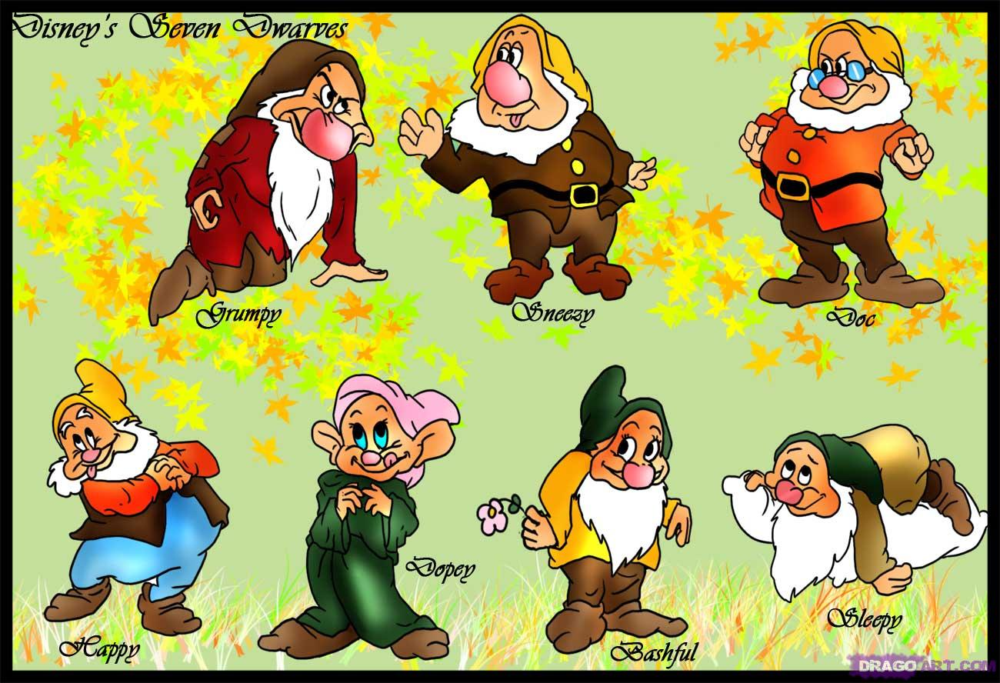 Disney's Seven Dwarves
Grumpy
Sneezy
Doc
Happy
Dopey
Bashful
Sleepy
DRAGOART.COM